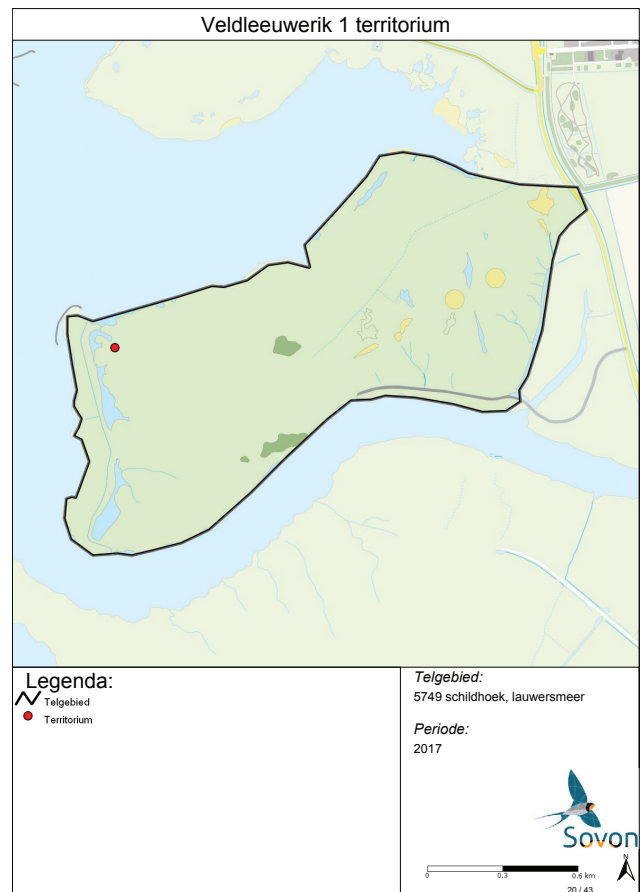 Veldleeuwerik 1 territorium
Legenda:
Telgebied
Territorium
Telgebied:
5749 schildhoek, lauwersmeer
Periode:
2017
Sovon
N
0 0.3 0.6 km
20 / 43